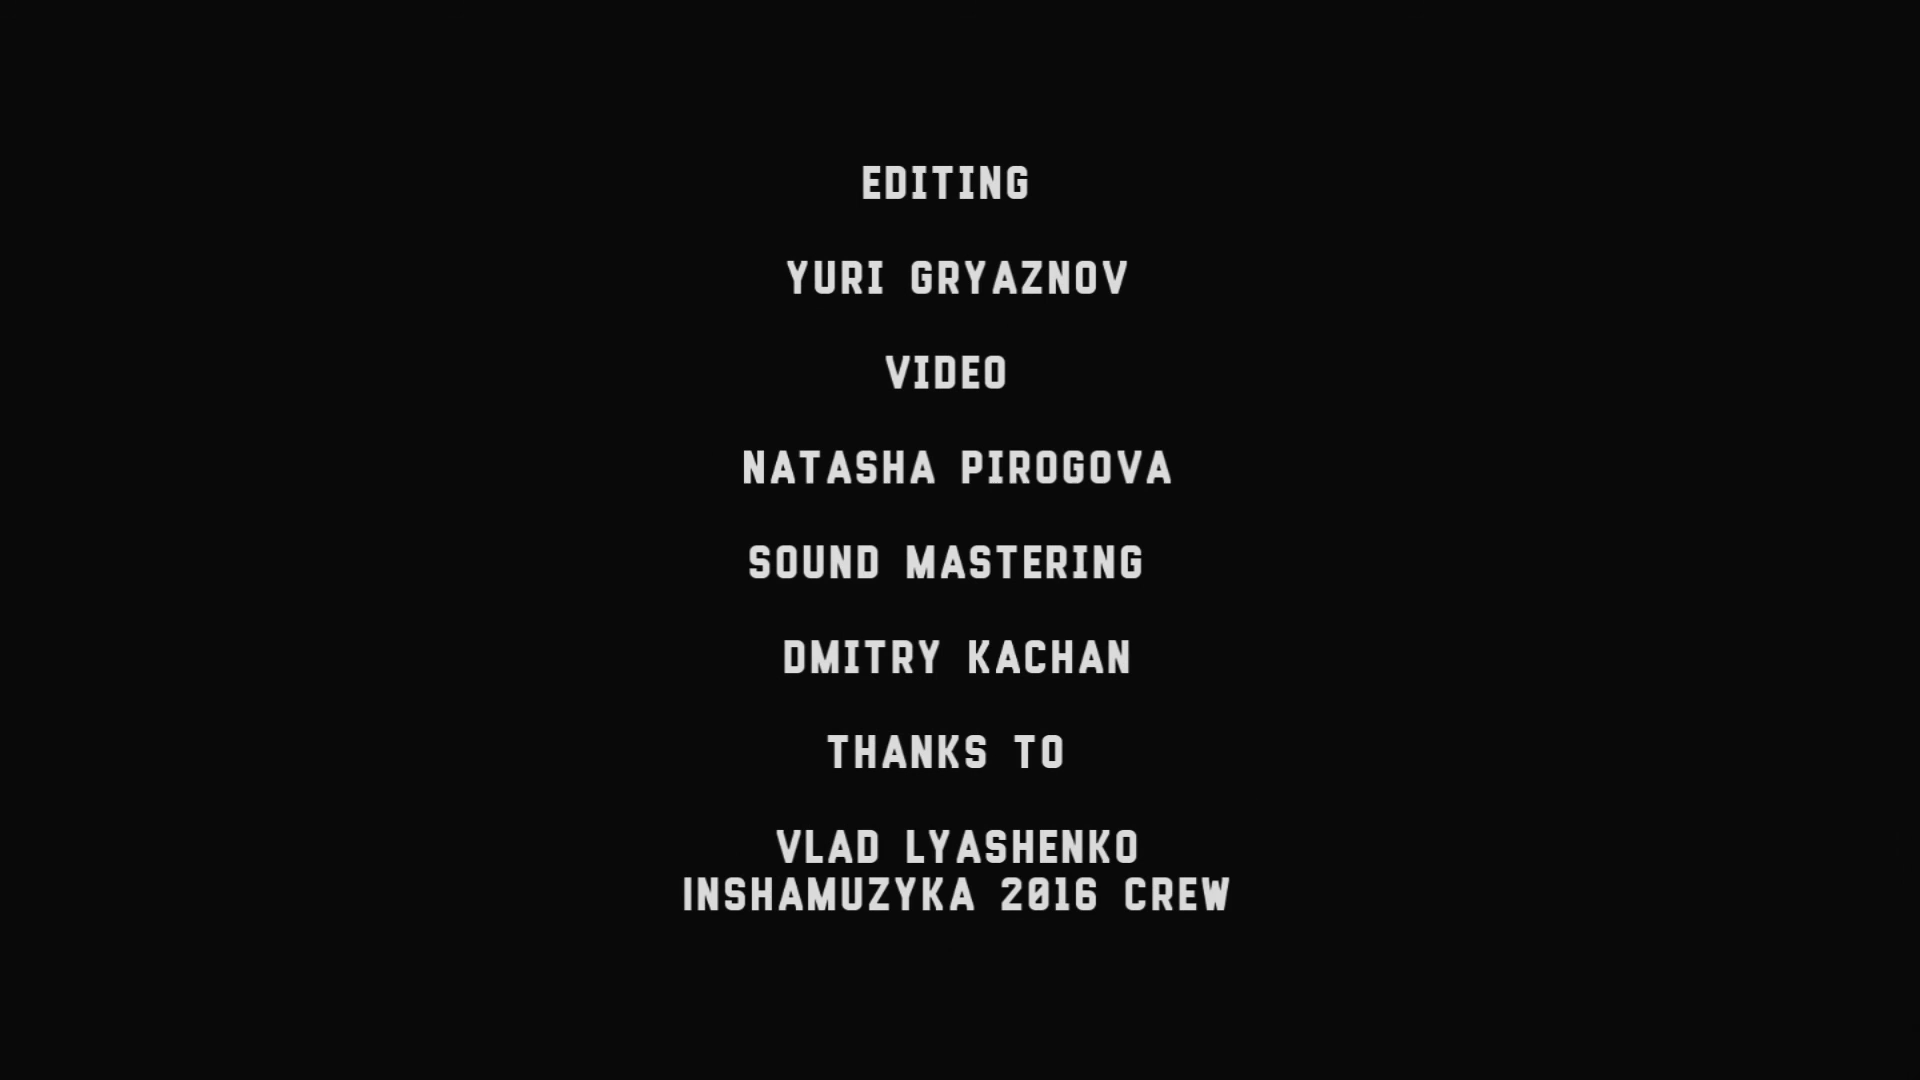 EDITING
YURI GRYAZNOV
VIDEO
NATASHA PIROGOVA
SOUND MASTERING
DMITRY KACHAN
THANKS TO
VLAD LYASHENKO
INSHAMUZYKA 2016 CREW